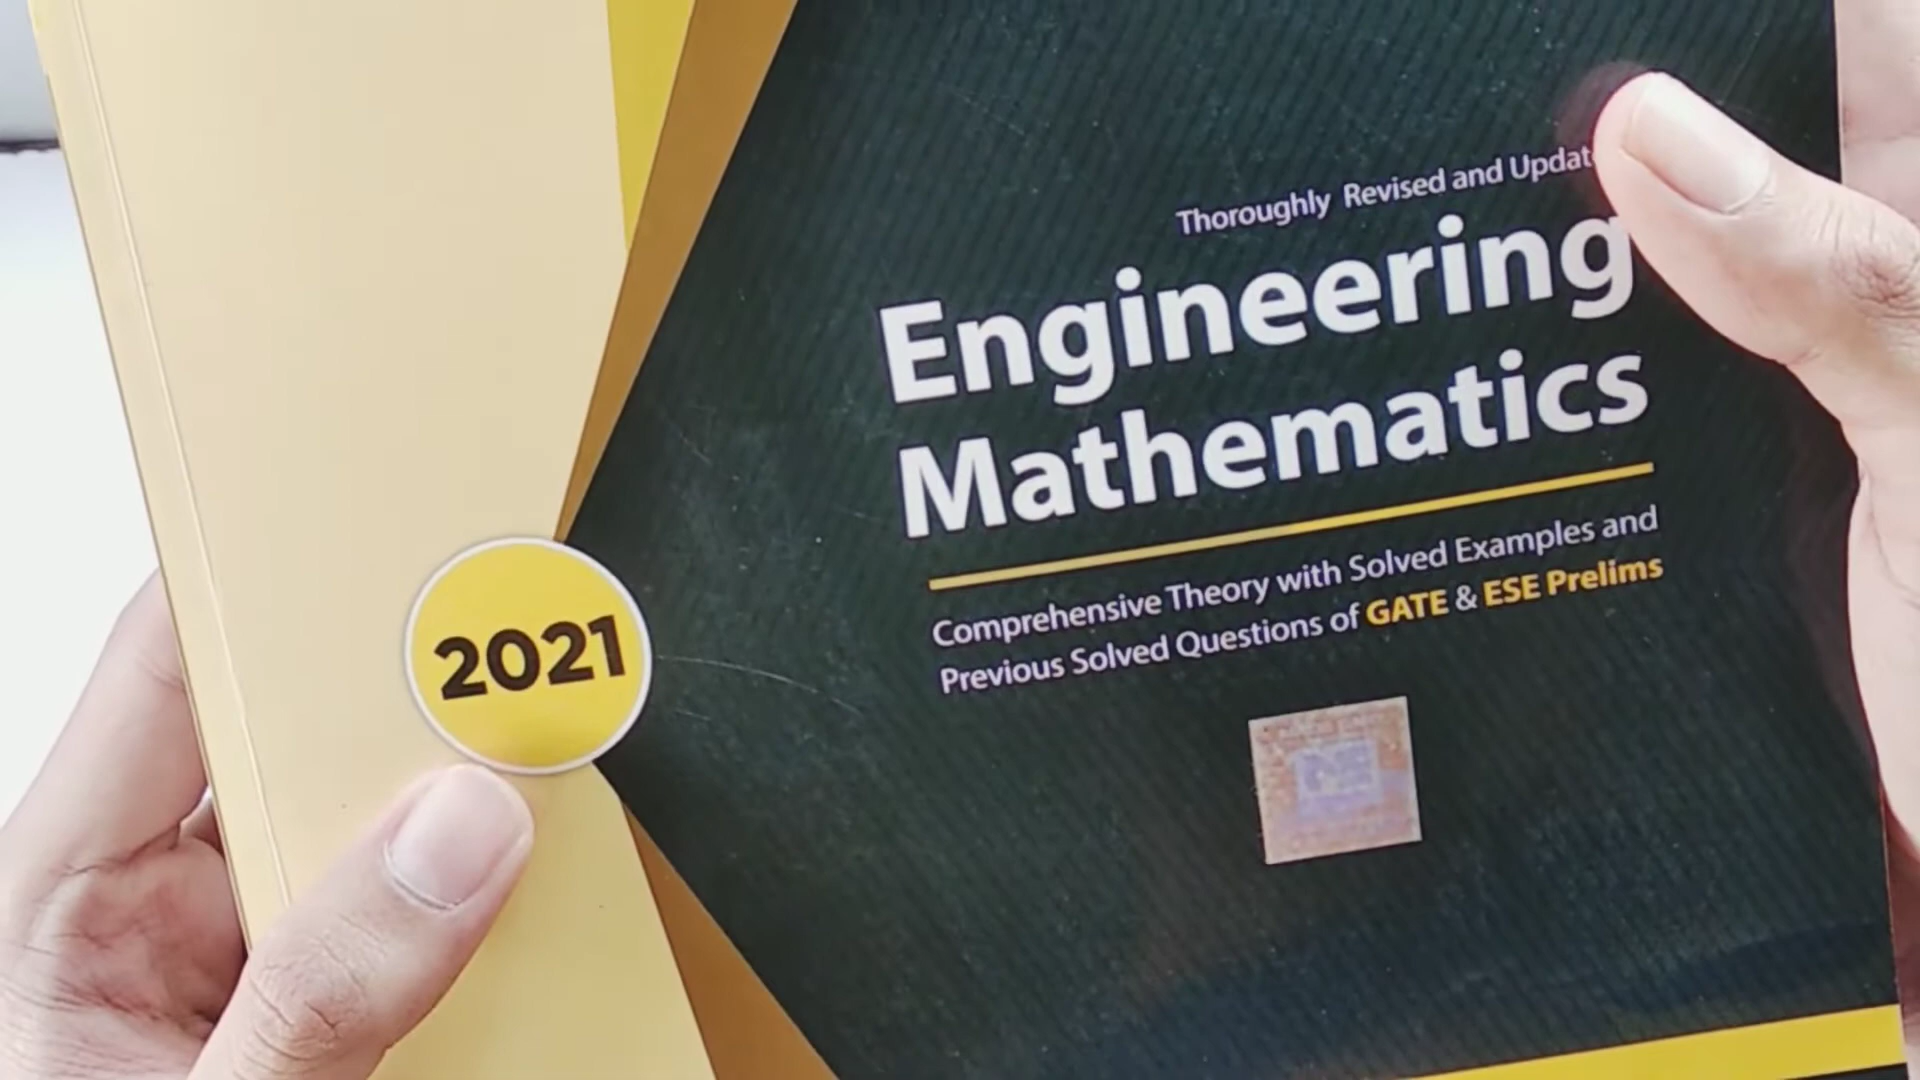 Thoroughly Revised and
Engineering
Mathematics
Comprehensive Theory with Solved Examples and
Previous Solved Questions of GATE & ESE Prelims
2021